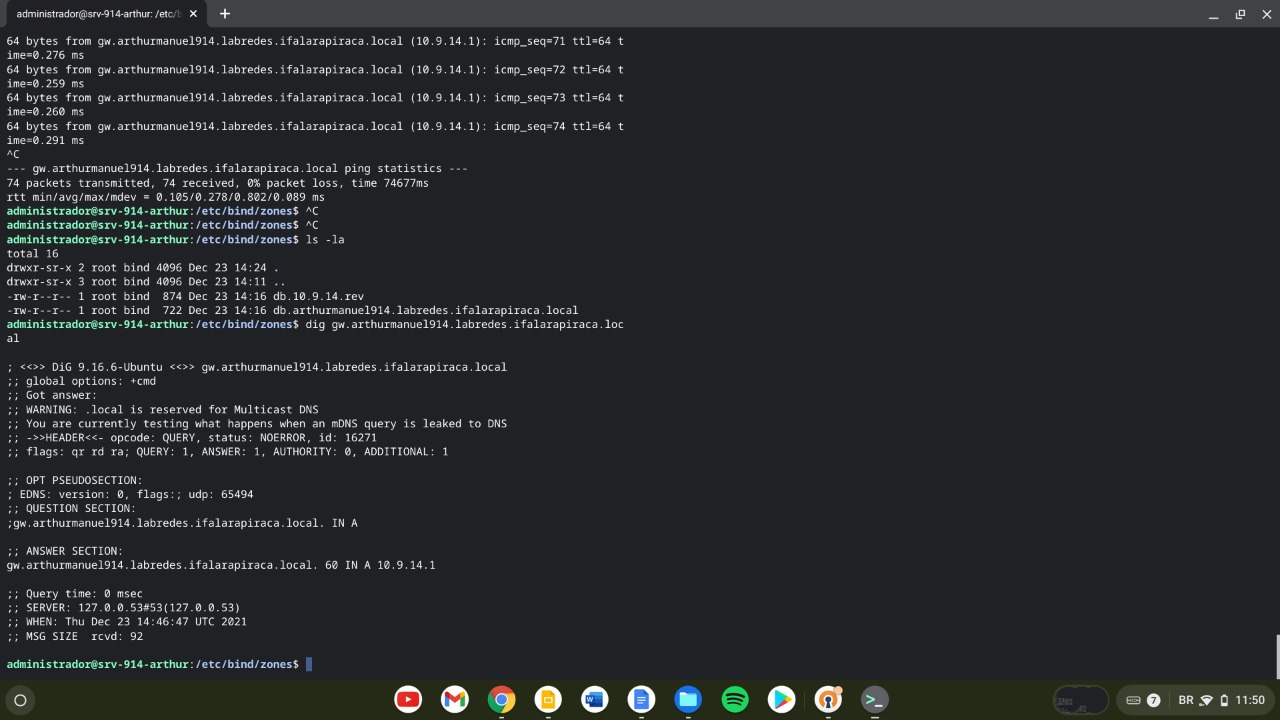 administrador@srv-914-arthur: /etc/b
64 bytes from gw.arthurmanuel914.labredes.ifalarapiraca.local (10.9.14.1): icmp_seq=71 ttl=64 t
ime=0.276 ms
64 bytes from gw.arthurmanuel914.labredes.ifalarapiraca.local (10.9.14.1): icmp_seq=72 ttl=64 t
ime=0.259 ms
64 bytes from gw.arthurmanuel914.labredes.ifalarapiraca.local (10.9.14.1): icmp_seq=73 ttl=64 t
ime=0.260 ms
64 bytes from gw.arthurmanuel914.labredes.ifalarapiraca.local (10.9.14.1): icmp_seq=74 ttl=64 t
ime=0.291 ms
^C
--- gw.arthurmanuel914.labredes.ifalarapiraca.local ping statistics ---
74 packets transmitted, 74 received, 0% packet loss, time 74677ms
rtt min/avg/max/mdev = 0.105/0.278/0.802/0.089 ms
administrador@srv-914-arthur:/etc/bind/zones$ ^C
administrador@srv-914-arthur:/etc/bind/zones$ ^C
administrador@srv-914-arthur:/etc/bind/zones$ ls -la
total 16
drwxr-sr-x 2 root bind 4096 Dec 23 14:24 .
drwxr-sr-x 3 root bind 4096 Dec 23 14:11 ..
-rw-r--r-- 1 root bind  874 Dec 23 14:16 db.10.9.14.rev
-rw-r--r-- 1 root bind  722 Dec 23 14:16 db.arthurmanuel914.labredes.ifalarapiraca.local
administrador@srv-914-arthur:/etc/bind/zones$ dig gw.arthurmanuel914.labredes.ifalarapiraca.loc
al
; <<>> DiG 9.16.6-Ubuntu <<>> gw.arthurmanuel914.labredes.ifalarapiraca.local
;; global options: +cmd
;; Got answer:
;; WARNING: .local is reserved for Multicast DNS
;; You are currently testing what happens when an mDNS query is leaked to DNS
;; ->>HEADER<<- opcode: QUERY, status: NOERROR, id: 16271
;; flags: qr rd ra; QUERY: 1, ANSWER: 1, AUTHORITY: 0, ADDITIONAL: 1
;; OPT PSEUDOSECTION:
; EDNS: version: 0, flags:; udp: 65494
;; QUESTION SECTION:
;gw.arthurmanuel914.labredes.ifalarapiraca.local. IN A
;; ANSWER SECTION:
gw.arthurmanuel914.labredes.ifalarapiraca.local. 60 IN A 10.9.14.1
;; Query time: 0 msec
;; SERVER: 127.0.0.53#53(127.0.0.53)
;; WHEN: Thu Dec 23 14:46:47 UTC 2021
;; MSG SIZE  rcvd: 92
administrador@srv-914-arthur:/etc/bind/zones$
7 BR 11:50